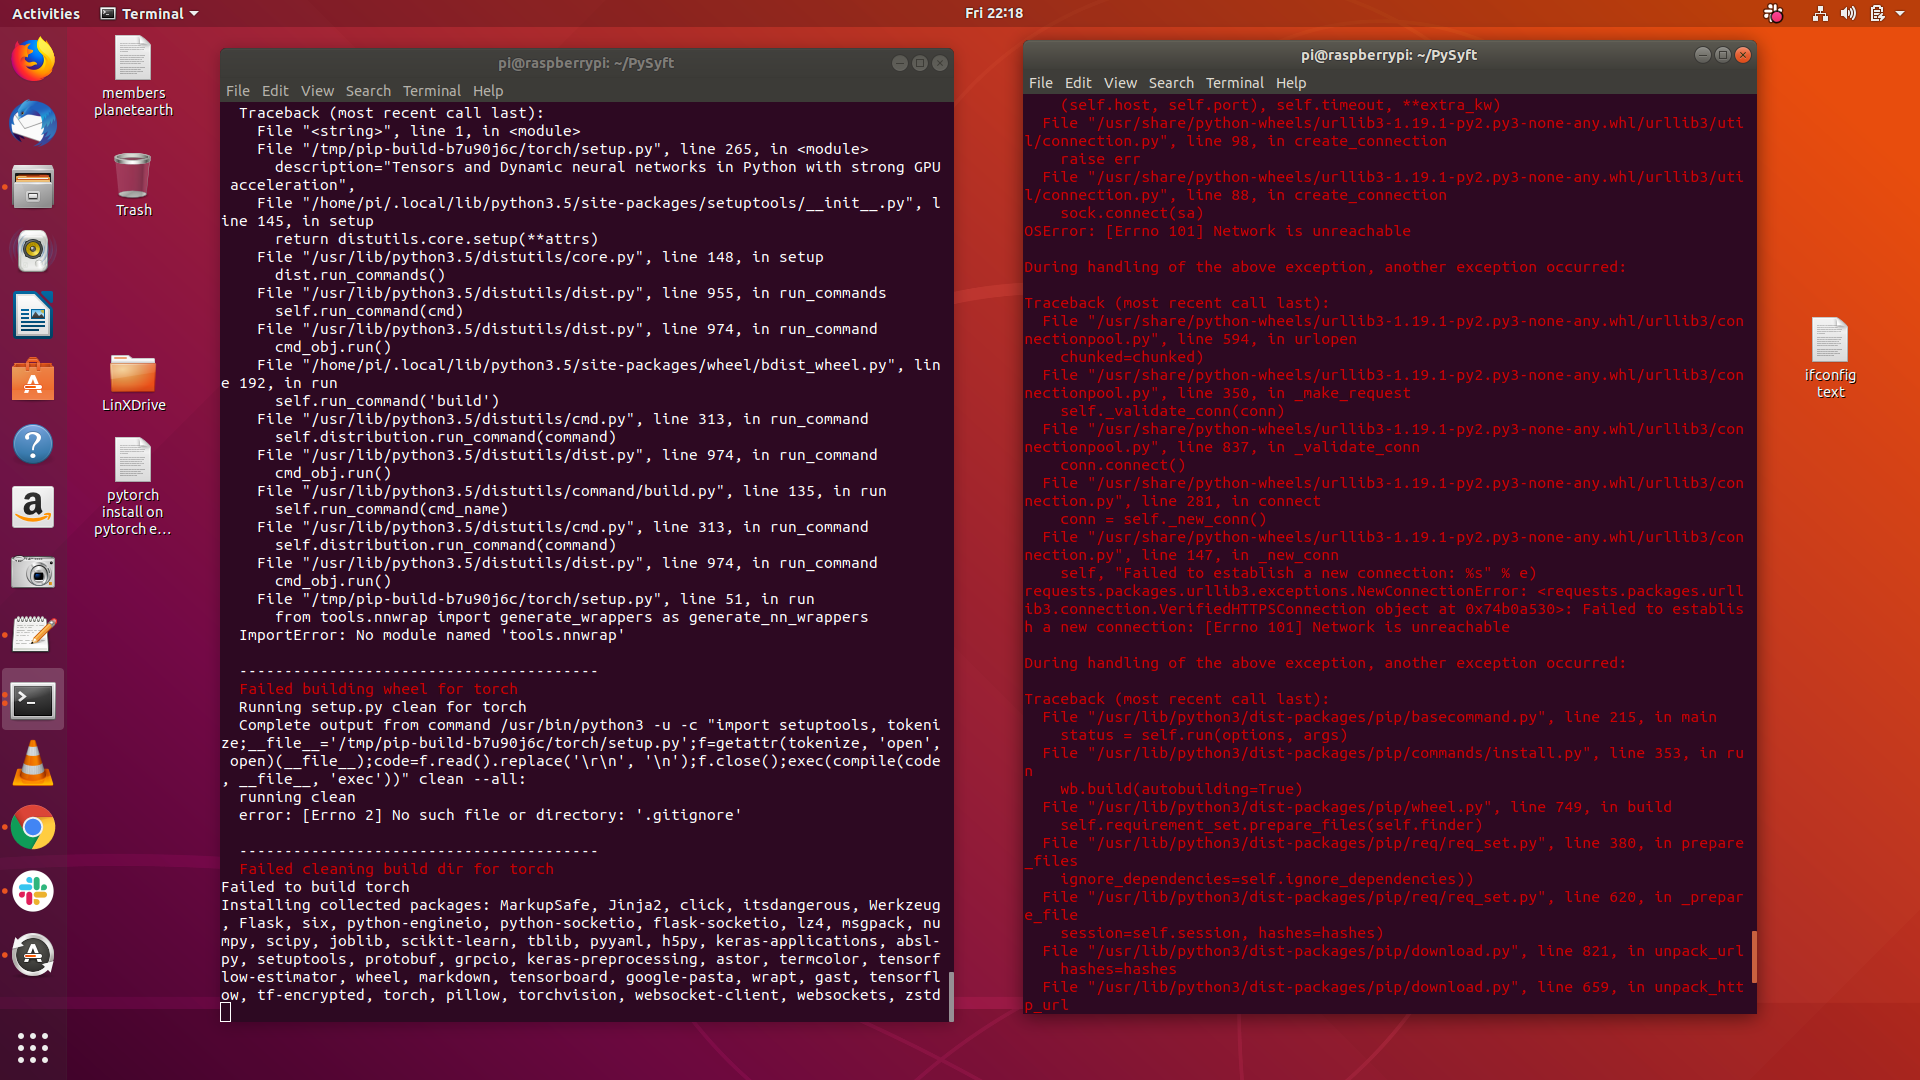 Activities
Terminal
Fri 22:18
members
planetearth
Trash
LinXDrive
pytorch
install on
pytorch e…
pi@raspberrypi: ~/PySyft
File Edit View Search Terminal Help
Traceback (most recent call last):
File "<string>", line 1, in <module>
File "/tmp/pip-build-b7u90j6c/torch/setup.py", line 265, in <module>
description="Tensors and Dynamic neural networks in Python with strong GPU
acceleration",
File "/home/pi/.local/lib/python3.5/site-packages/setuptools/__init__.py", l
ine 145, in setup
return distutils.core.setup(**attrs)
File "/usr/lib/python3.5/distutils/core.py", line 148, in setup
dist.run_commands()
File "/usr/lib/python3.5/distutils/dist.py", line 955, in run_commands
self.run_command(cmd)
File "/usr/lib/python3.5/distutils/dist.py", line 974, in run_command
cmd_obj.run()
File "/home/pi/.local/lib/python3.5/site-packages/wheel/bdist_wheel.py", lin
e 192, in run
self.run_command('build')
File "/usr/lib/python3.5/distutils/cmd.py", line 313, in run_command
self.distribution.run_command(command)
File "/usr/lib/python3.5/distutils/dist.py", line 974, in run_command
cmd_obj.run()
File "/usr/lib/python3.5/distutils/command/build.py", line 135, in run
self.run_command(cmd_name)
File "/usr/lib/python3.5/distutils/cmd.py", line 313, in run_command
self.distribution.run_command(command)
File "/usr/lib/python3.5/distutils/dist.py", line 974, in run_command
cmd_obj.run()
File "/tmp/pip-build-b7u90j6c/torch/setup.py", line 51, in run
from tools.nnwrap import generate_wrappers as generate_nn_wrappers
ImportError: No module named 'tools.nnwrap'
----------------------------------------
Failed building wheel for torch
Running setup.py clean for torch
Complete output from command /usr/bin/python3 -u -c "import setuptools, tokeni
ze;__file__='/tmp/pip-build-b7u90j6c/torch/setup.py';f=getattr(tokenize, 'open',
open)(__file__);code=f.read().replace('\r\n', '\n');f.close();exec(compile(code
, __file__, 'exec'))" clean --all:
running clean
error: [Errno 2] No such file or directory: '.gitignore'
----------------------------------------
Failed cleaning build dir for torch
Failed to build torch
Installing collected packages: MarkupSafe, Jinja2, click, itsdangerous, Werkzeug
, Flask, six, python-engineio, python-socketio, flask-socketio, lz4, msgpack, nu
mpy, scipy, joblib, scikit-learn, tblib, pyyaml, h5py, keras-applications, absl-
py, setuptools, protobuf, grpcio, keras-preprocessing, astor, termcolor, tensorf
low-estimator, wheel, markdown, tensorboard, google-pasta, wrapt, gast, tensorfl
ow, tf-encrypted, torch, pillow, torchvision, websocket-client, websockets, zstd
pi@raspberrypi: ~/PySyft
File Edit View Search Terminal Help
(self.host, self.port), self.timeout, **extra_kw)
File "/usr/share/python-wheels/urllib3-1.19.1-py2.py3-none-any.whl/urllib3/uti
l/connection.py", line 98, in create_connection
raise err
File "/usr/share/python-wheels/urllib3-1.19.1-py2.py3-none-any.whl/urllib3/uti
l/connection.py", line 88, in create_connection
sock.connect(sa)
OSError: [Errno 101] Network is unreachable
During handling of the above exception, another exception occurred:
Traceback (most recent call last):
File "/usr/share/python-wheels/urllib3-1.19.1-py2.py3-none-any.whl/urllib3/con
nectionpool.py", line 594, in urlopen
chunked=chunked)
File "/usr/share/python-wheels/urllib3-1.19.1-py2.py3-none-any.whl/urllib3/con
nectionpool.py", line 350, in _make_request
self._validate_conn(conn)
File "/usr/share/python-wheels/urllib3-1.19.1-py2.py3-none-any.whl/urllib3/con
nectionpool.py", line 837, in _validate_conn
conn.connect()
File "/usr/share/python-wheels/urllib3-1.19.1-py2.py3-none-any.whl/urllib3/con
nection.py", line 281, in connect
conn = self._new_conn()
File "/usr/share/python-wheels/urllib3-1.19.1-py2.py3-none-any.whl/urllib3/con
nection.py", line 147, in _new_conn
self, "Failed to establish a new connection: %s" % e)
requests.packages.urllib3.exceptions.NewConnectionError: <requests.packages.urll
ib3.connection.VerifiedHTTPSConnection object at 0x74b0a530>: Failed to establis
h a new connection: [Errno 101] Network is unreachable
During handling of the above exception, another exception occurred:
Traceback (most recent call last):
File "/usr/lib/python3/dist-packages/pip/basecommand.py", line 215, in main
status = self.run(options, args)
File "/usr/lib/python3/dist-packages/pip/commands/install.py", line 353, in ru
n
wb.build(autobuilding=True)
File "/usr/lib/python3/dist-packages/pip/wheel.py", line 749, in build
self.requirement_set.prepare_files(self.finder)
File "/usr/lib/python3/dist-packages/pip/req/req_set.py", line 380, in prepare
_files
ignore_dependencies=self.ignore_dependencies))
File "/usr/lib/python3/dist-packages/pip/req/req_set.py", line 620, in _prepar
e_file
session=self.session, hashes=hashes)
File "/usr/lib/python3/dist-packages/pip/download.py", line 821, in unpack_url
hashes=hashes
File "/usr/lib/python3/dist-packages/pip/download.py", line 659, in unpack_htt
p_url
ifconfig
text